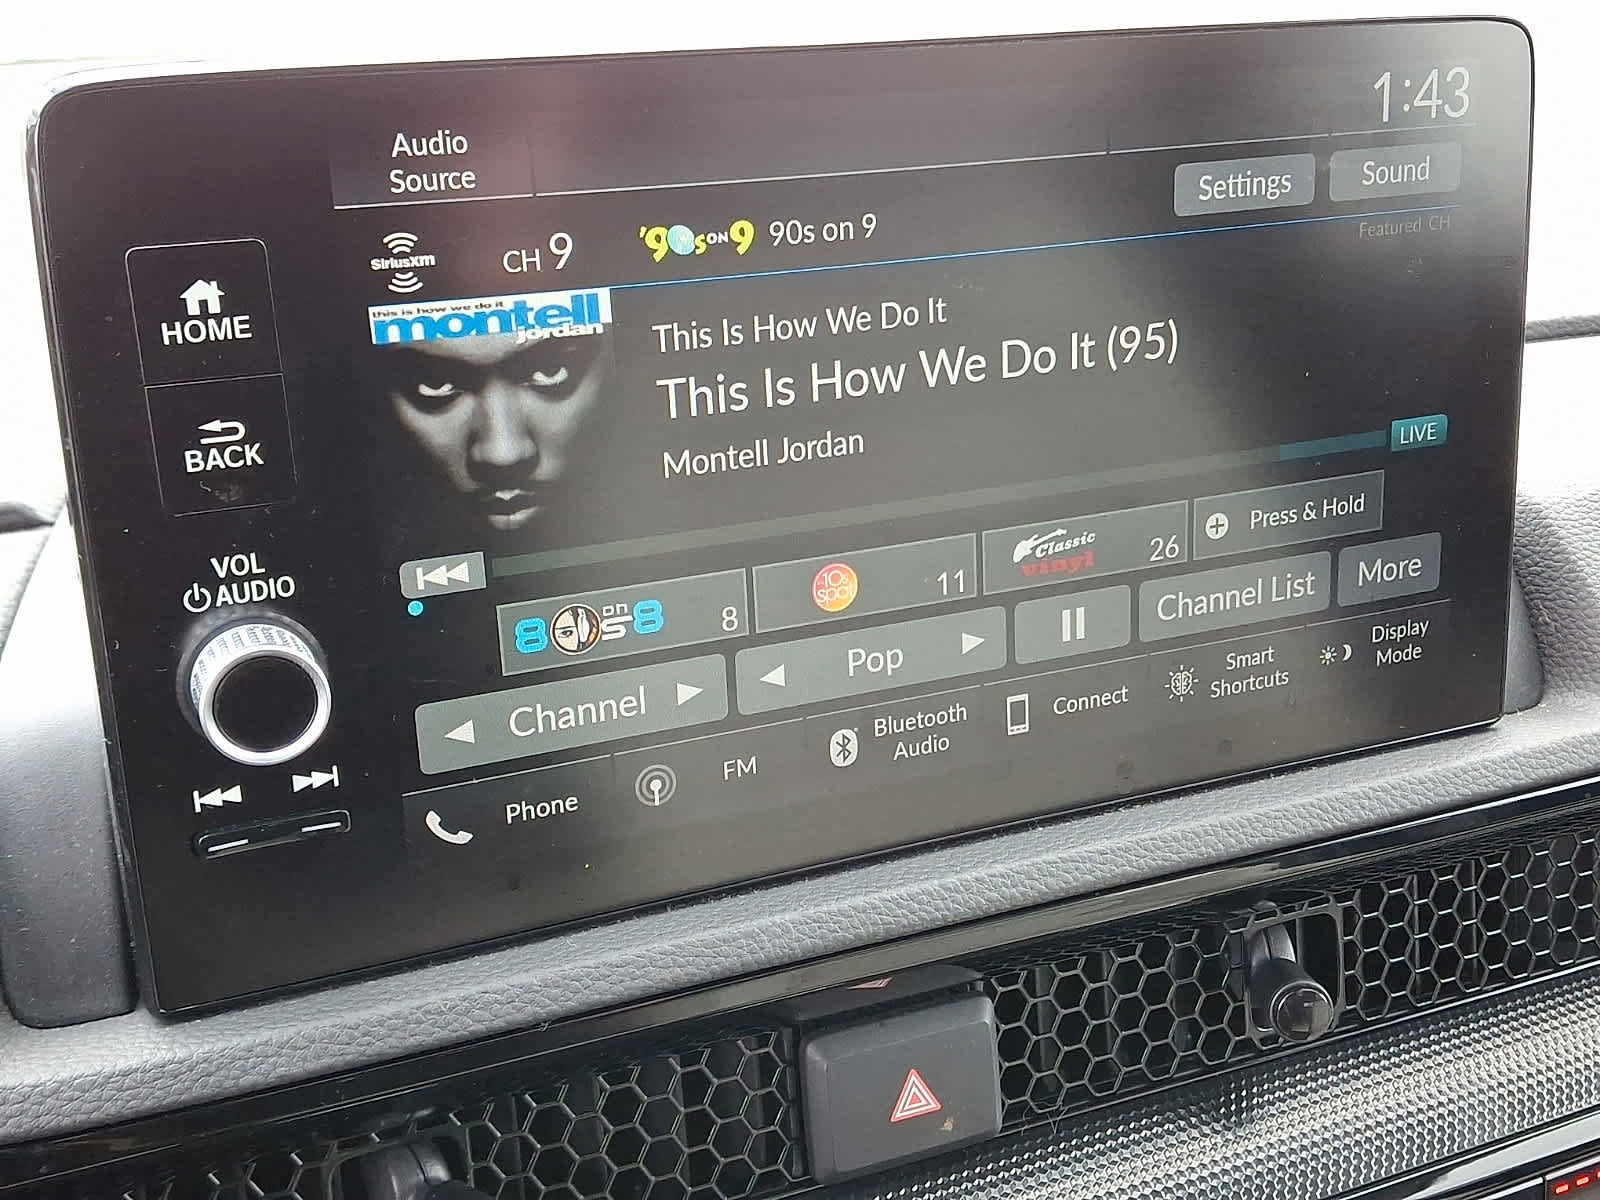 1:43
Audio
Source
Settings
Sound
SiriusXM
CH 9
'90s ON 9
90s on 9
Featured CH
HOME
this is how we do it
montell
jordan
This Is How We Do It
This Is How We Do It (95)
Montell Jordan
BACK
LIVE
VOL
AUDIO
80s on 8
8
-10s
spot
11
Classic
vinyl
26
Press & Hold
Channel
Pop
Channel List
More
Phone
FM
Bluetooth
Audio
Connect
Smart
Shortcuts
Display
Mode